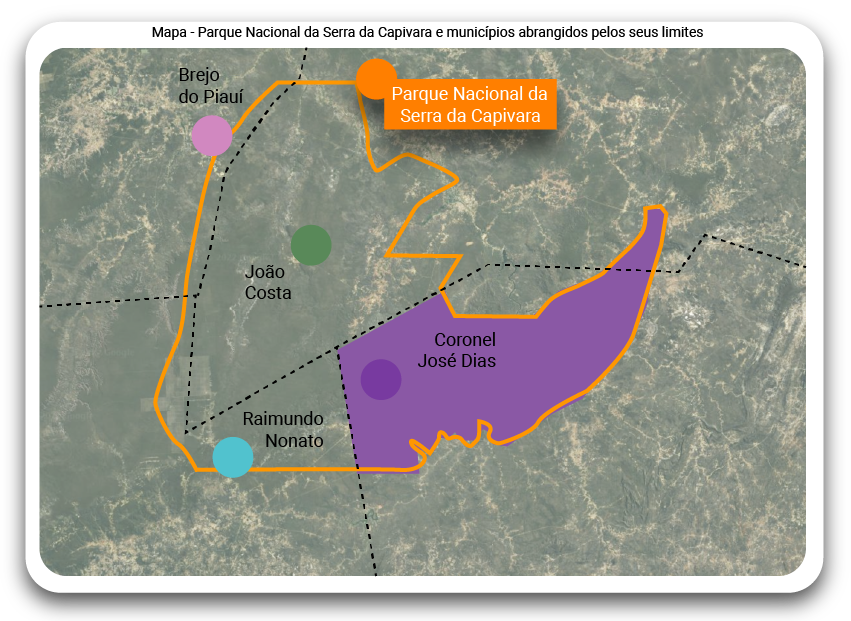 Mapa - Parque Nacional da Serra da Capivara e municípios abrangidos pelos seus limites
Brejo
do Piauí
Parque Nacional da
Serra da Capivara
João
Costa
Coronel
José Dias
Raimundo
Nonato